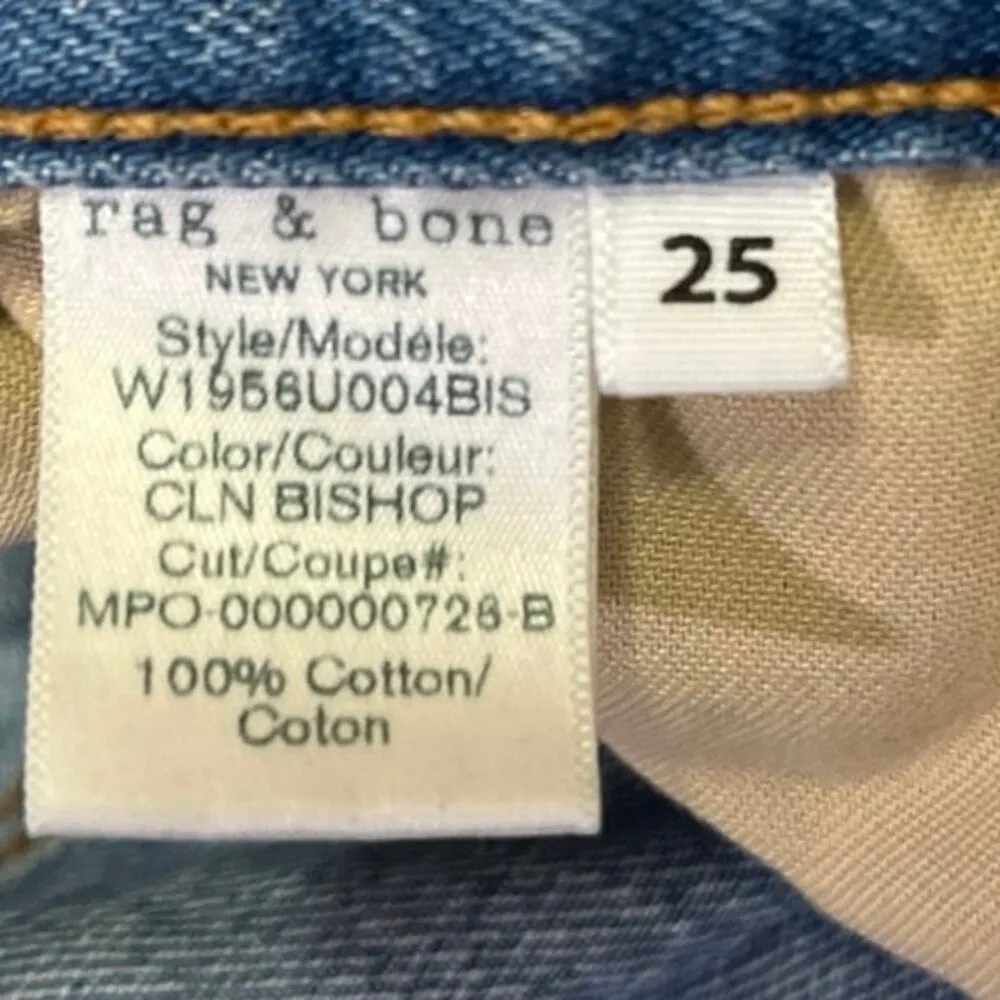 rag & bone
NEW YORK
Style/Modéle:
W1956U004BIS
Color/Couleur:
CLN BISHOP
Cut/Coupe#:
MPO-000000726-B
100% Cotton/
Coton
25